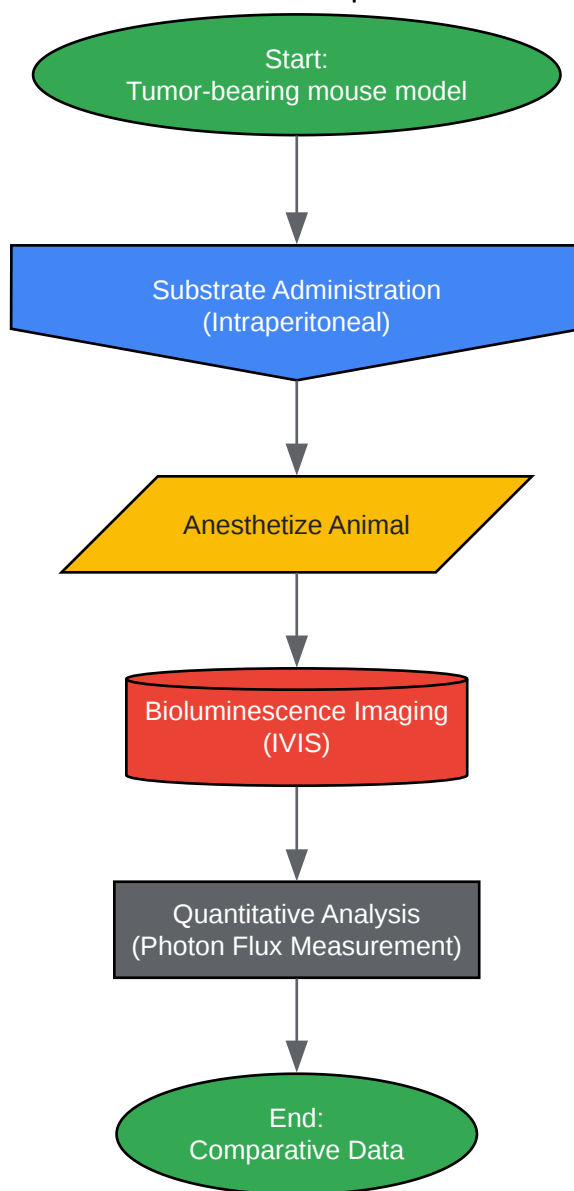 Start:
Tumor-bearing mouse model
Substrate Administration
(Intraperitoneal)
Anesthetize Animal
Bioluminescence Imaging
(IVIS)
Quantitative Analysis
(Photon Flux Measurement)
End:
Comparative Data